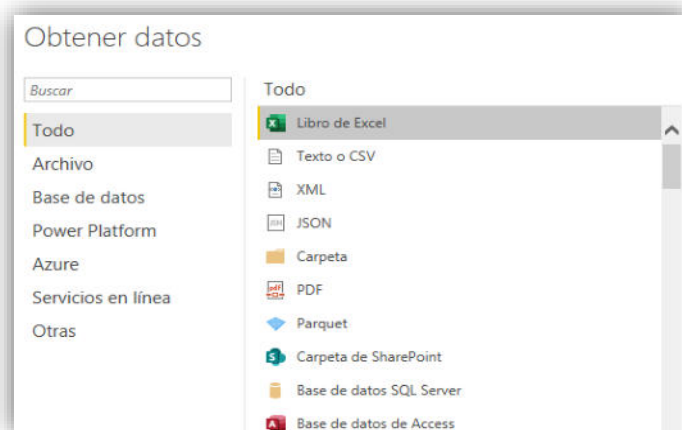 Obtener datos
Buscar
Todo
Archivo
Base de datos
Power Platform
Azure
Servicios en línea
Otras
Todo
Libro de Excel
Texto o CSV
XML
JSON
Carpeta
PDF
Parquet
Carpeta de SharePoint
Base de datos SQL Server
Base de datos de Access